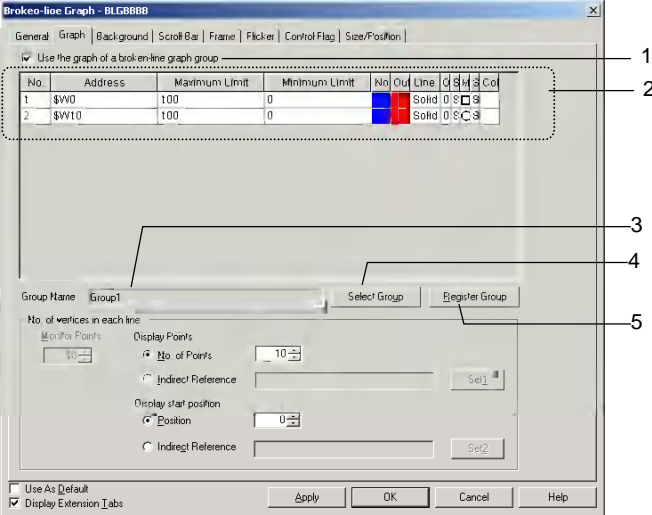 Brokeo-lioe Graph - BLGBBBB
General Graph Background Scroll Bar Frame Flicker Control Flag Size/Position
Use the graph of a broken-line graph group
1
No. Address Maximum Limit Minimum Limit No Out Line O S M S Col
2
t $W0 t00 0 Solid 0 S S
2 $Wt0 t00 0 Solid 0 S S
3
4
Group Name Group1 Select Group Register Group
5
No. of vertices in each line
Monitor Points Display Points
10 No. of Points 10
Indirect Reference Set1
Display start position
Position 0
Indirect Reference Set2
Use As Default
Display Extension Tabs
Apply OK Cancel Help